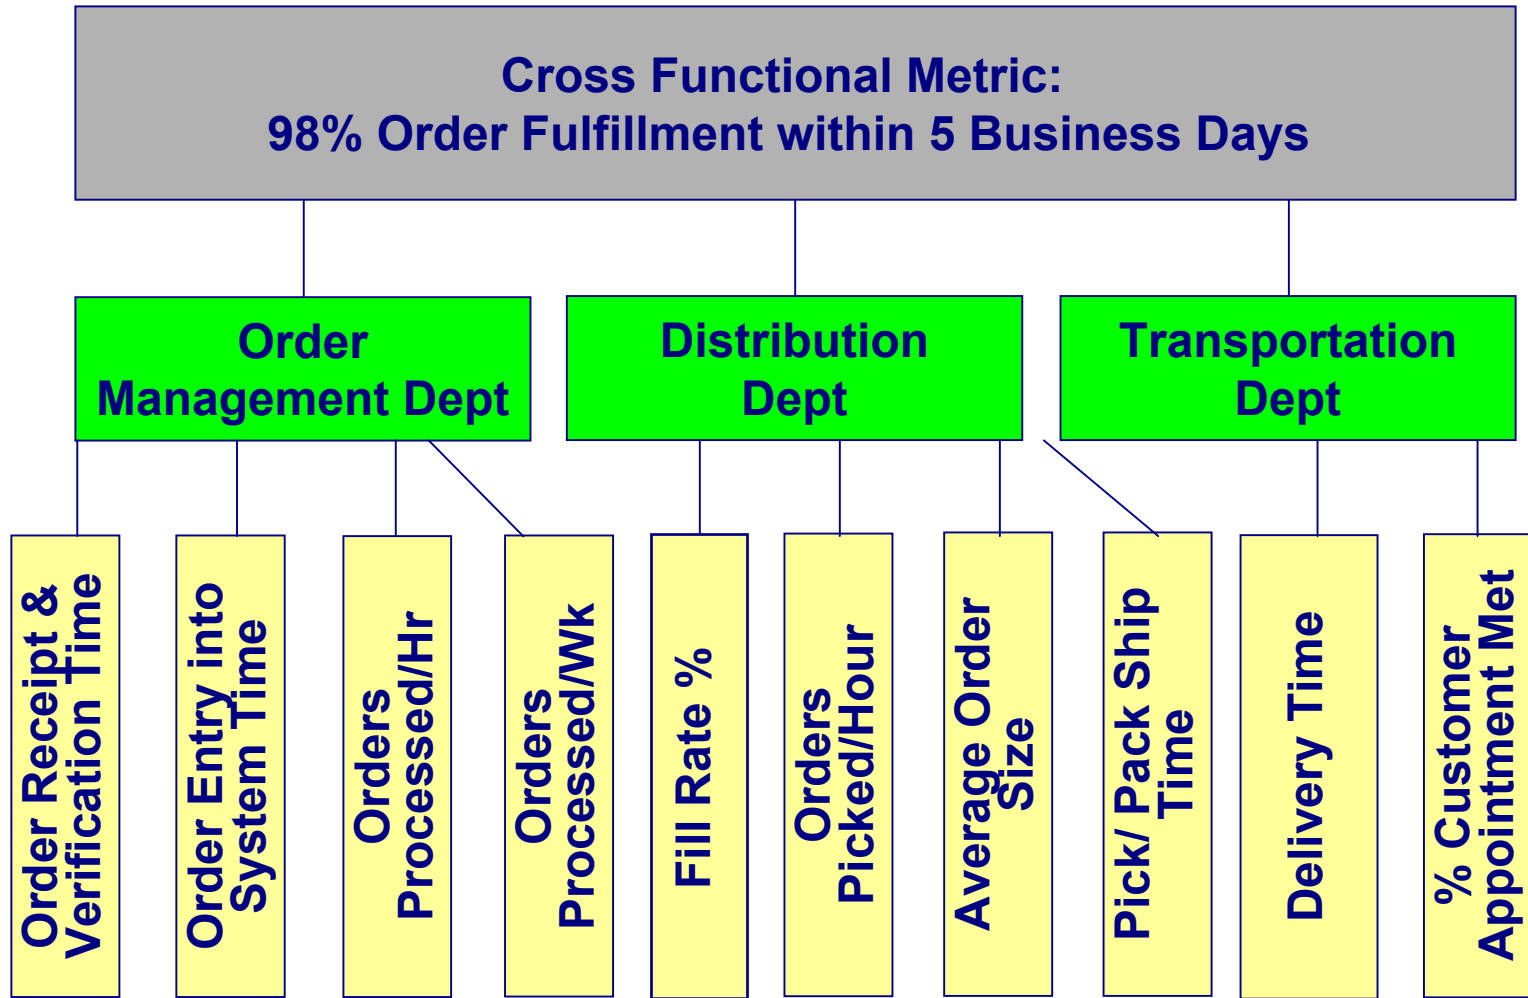 Cross Functional Metric:
98% Order Fulfillment within 5 Business Days
Order
Management Dept
Distribution
Dept
Transportation
Dept
Order Receipt &
Verification Time
Order Entry into
System Time
Orders
Processed/Hr
Orders
Processed/Wk
Fill Rate %
Orders
Picked/Hour
Average Order
Size
Pick/ Pack Ship
Time
Delivery Time
% Customer
Appointment Met